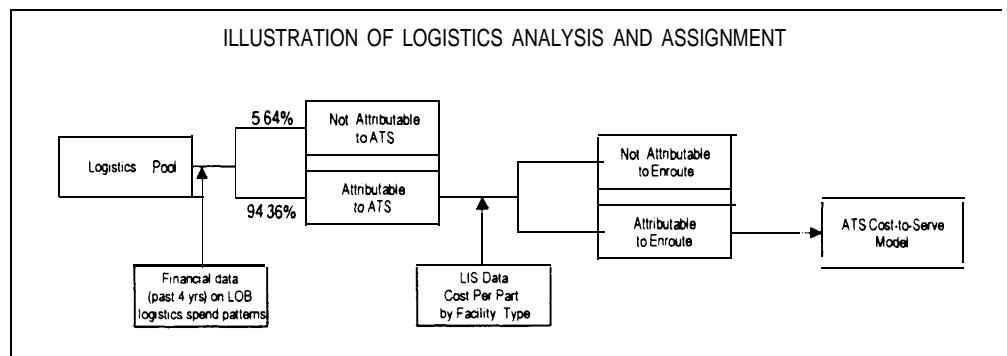 ILLUSTRATION OF LOGISTICS ANALYSIS AND ASSIGNMENT
Logistics Pool
5 64%
94 36%
Not Attributable
to ATS
Attributable
to ATS
Not Attributable
to Enroute
Attributable
to Enroute
ATS Cost-to-Serve
Model
Financial data
(past 4 yrs) on LOB
logistics spend patterns
LIS Data
Cost Per Part
by Facility Type